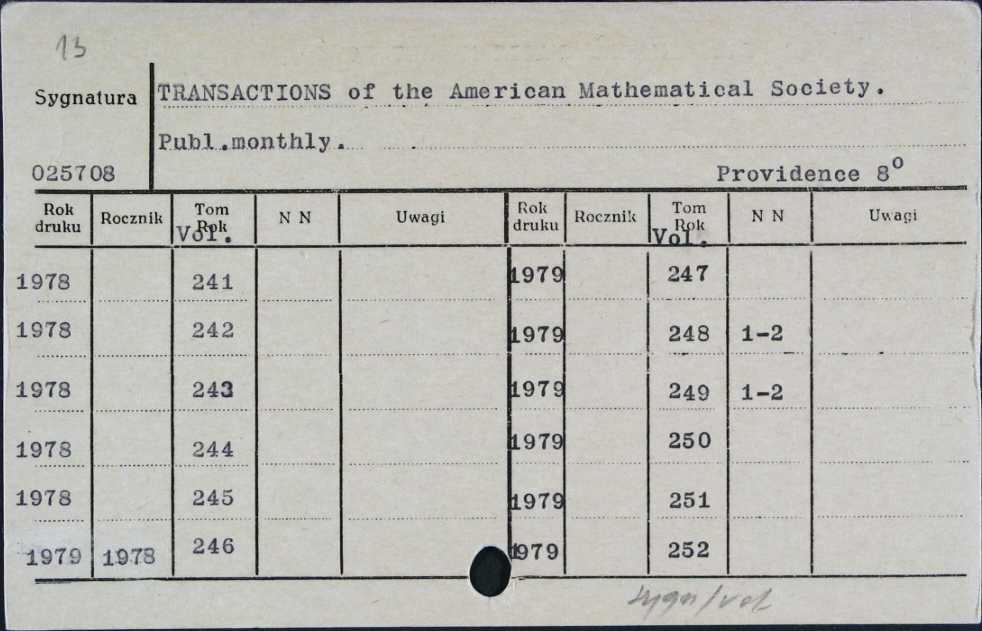 13
Sygnatura
TRANSACTIONS of the American Mathematical Society.
Publ.monthly.
025708
Providence 8⁰
Rok druku Rocznik Tom Rok Vol. N N Uwagi Rok druku Rocznik Tom Rok Vol. N N Uwagi
1978 241 1979 247
1978 242 1979 248 1-2
1978 243 1979 249 1-2
1978 244 1979 250
1978 245 1979 251
1979 1978 246 1979 252